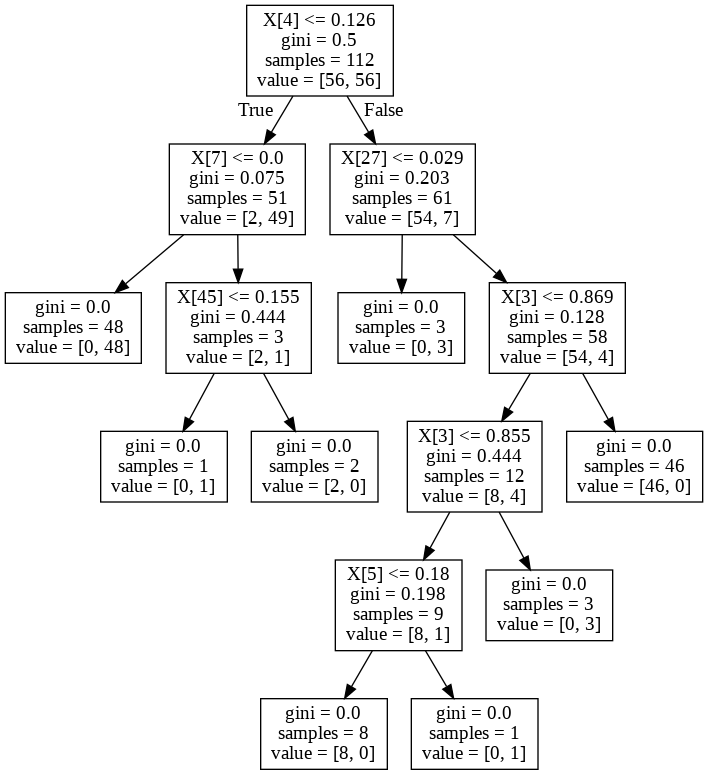 X[4] <= 0.126
gini = 0.5
samples = 112
value = [56, 56]
True
False
X[7] <= 0.0
gini = 0.075
samples = 51
value = [2, 49]
X[27] <= 0.029
gini = 0.203
samples = 61
value = [54, 7]
gini = 0.0
samples = 48
value = [0, 48]
X[45] <= 0.155
gini = 0.444
samples = 3
value = [2, 1]
gini = 0.0
samples = 3
value = [0, 3]
X[3] <= 0.869
gini = 0.128
samples = 58
value = [54, 4]
gini = 0.0
samples = 1
value = [0, 1]
gini = 0.0
samples = 2
value = [2, 0]
X[3] <= 0.855
gini = 0.444
samples = 12
value = [8, 4]
gini = 0.0
samples = 46
value = [46, 0]
X[5] <= 0.18
gini = 0.198
samples = 9
value = [8, 1]
gini = 0.0
samples = 3
value = [0, 3]
gini = 0.0
samples = 8
value = [8, 0]
gini = 0.0
samples = 1
value = [0, 1]